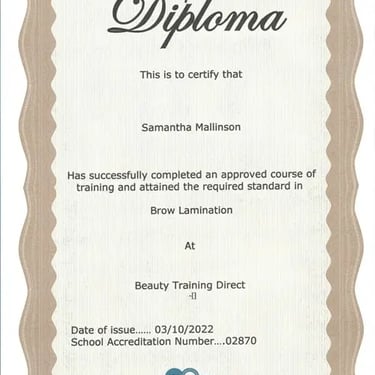 Diploma
This is to certify that
Samantha Mallinson
Has successfully completed an approved course of
training and attained the required standard in
Brow Lamination
At
Beauty Training Direct
-[]
Date of issue...... 03/10/2022
School Accreditation Number....02870